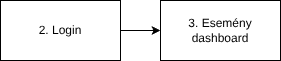 2. Login
3. Esemény
dashboard